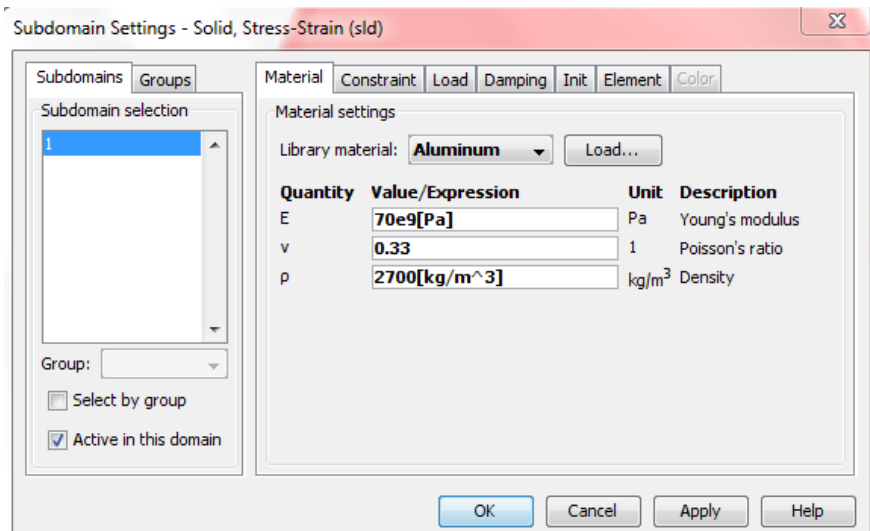 Subdomain Settings - Solid, Stress-Strain (sld)
Subdomains Groups
Subdomain selection
1
Group:
Select by group
Active in this domain
Material Constraint Load Damping Init Element Color
Material settings
Library material: Aluminum Load...
Quantity Value/Expression Unit Description
E 70e9[Pa] Pa Young's modulus
ν 0.33 1 Poisson's ratio
ρ 2700[kg/m^3] kg/m³ Density
OK Cancel Apply Help